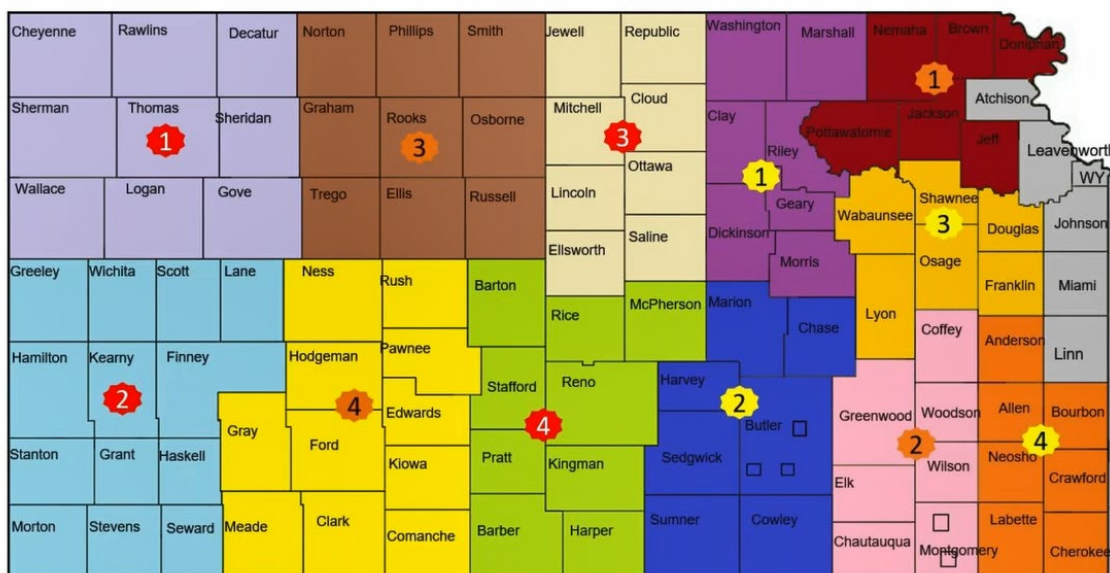 Cheyenne Rawlins Decatur Norton Phillips Smith Jewell Republic Washington Marshall Nemaha Brown Doniphan
1
Atchison
Sherman Thomas Sheridan Graham Rooks Osborne Mitchell Cloud Clay Riley Pottawatomie Jackson Jeff Leavenworth
1 3 3 1
WY
Wallace Logan Gove Trego Ellis Russell Lincoln Ottawa Geary Wabaunsee Shawnee Douglas Johnson
3
Ellsworth Saline Dickinson Morris Osage
Greeley Wichita Scott Lane Ness Rush Barton Rice McPherson Marion Chase Lyon Franklin Miami
Coffey Anderson Linn
Hamilton Kearny Finney Hodgeman Pawnee Stafford Reno Harvey
2 4 4 2
Edwards Butler Greenwood Woodson Allen Bourbon
2 4
Gray Ford
Stanton Grant Haskell Kiowa Pratt Kingman Sedgwick Elk Wilson Neosho Crawford
Morton Stevens Seward Meade Clark Comanche Barber Harper Sumner Cowley Chautauqua Montgomery Labette Cherokee